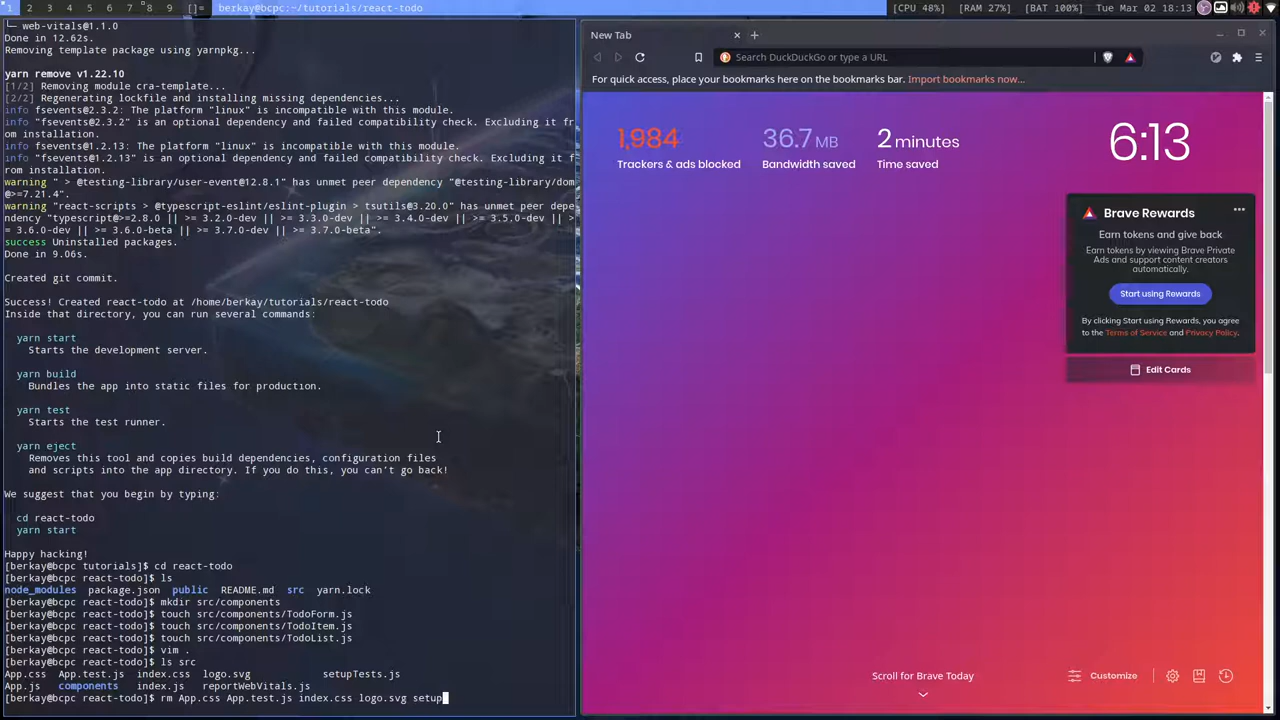 1 2 3 4 5 6 7 8 9 []= berkay@bcpc:~/tutorials/react-todo [CPU 48%] [RAM 27%] [BAT 100%] Tue Mar 02 18:13
└─ web-vitals@1.1.0
Done in 12.62s.
Removing template package using yarnpkg...
yarn remove v1.22.10
[1/2] Removing module cra-template...
[2/2] Regenerating lockfile and installing missing dependencies...
info fsevents@2.3.2: The platform "linux" is incompatible with this module.
info "fsevents@2.3.2" is an optional dependency and failed compatibility check. Excluding it fr
om installation.
info fsevents@1.2.13: The platform "linux" is incompatible with this module.
info "fsevents@1.2.13" is an optional dependency and failed compatibility check. Excluding it f
rom installation.
warning " > @testing-library/user-event@12.8.1" has unmet peer dependency "@testing-library/dom
@>=7.21.4".
warning "react-scripts > @typescript-eslint/eslint-plugin > tsutils@3.20.0" has unmet peer depe
ndency "typescript@>=2.8.0 || >= 3.2.0-dev || >= 3.3.0-dev || >= 3.4.0-dev || >= 3.5.0-dev || >
= 3.6.0-dev || >= 3.6.0-beta || >= 3.7.0-dev || >= 3.7.0-beta".
success Uninstalled packages.
Done in 9.06s.
Created git commit.
Success! Created react-todo at /home/berkay/tutorials/react-todo
Inside that directory, you can run several commands:
yarn start
Starts the development server.
yarn build
Bundles the app into static files for production.
yarn test
Starts the test runner.
yarn eject
Removes this tool and copies build dependencies, configuration files
and scripts into the app directory. If you do this, you can't go back!
We suggest that you begin by typing:
cd react-todo
yarn start
Happy hacking!
[berkay@bcpc tutorials]$ cd react-todo
[berkay@bcpc react-todo]$ ls
node_modules package.json public README.md src yarn.lock
[berkay@bcpc react-todo]$ mkdir src/components
[berkay@bcpc react-todo]$ touch src/components/TodoForm.js
[berkay@bcpc react-todo]$ touch src/components/TodoItem.js
[berkay@bcpc react-todo]$ touch src/components/TodoList.js
[berkay@bcpc react-todo]$ vim .
[berkay@bcpc react-todo]$ ls src
App.css App.test.js index.css logo.svg setupTests.js
App.js components index.js reportWebVitals.js
[berkay@bcpc react-todo]$ rm App.css App.test.js index.css logo.svg setup
New Tab
Search DuckDuckGo or type a URL
For quick access, place your bookmarks here on the bookmarks bar. Import bookmarks now...
1,984 36.7 MB 2 minutes 6:13
Trackers & ads blocked Bandwidth saved Time saved
Brave Rewards
Earn tokens and give back
Earn tokens by viewing Brave Private
Ads and support content creators
automatically.
Start using Rewards
By clicking Start using Rewards, you agree
to the Terms of Service and Privacy Policy.
Edit Cards
Scroll for Brave Today
Customize